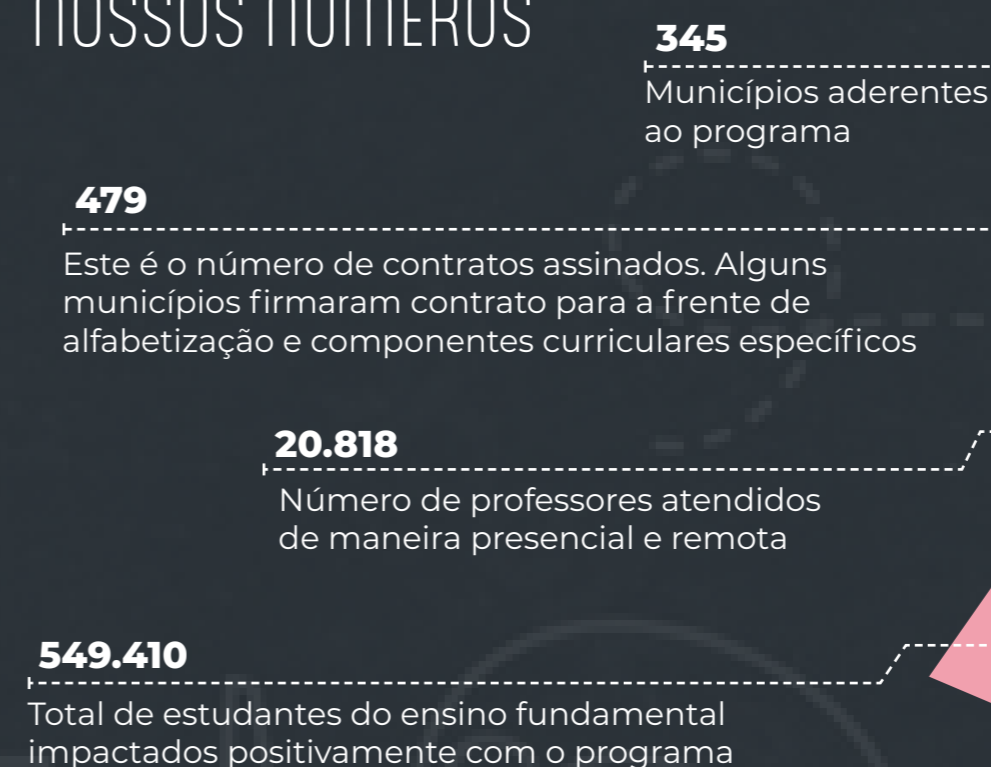 NOSSOS NÚMEROS
345
Municípios aderentes
ao programa
479
Este é o número de contratos assinados. Alguns
municípios firmaram contrato para a frente de
alfabetização e componentes curriculares específicos
20.818
Número de professores atendidos
de maneira presencial e remota
549.410
Total de estudantes do ensino fundamental
impactados positivamente com o programa